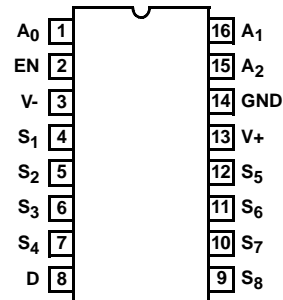 A0 1 16 A1
EN 2 15 A2
V- 3 14 GND
S1 4 13 V+
S2 5 12 S5
S3 6 11 S6
S4 7 10 S7
D 8 9 S8